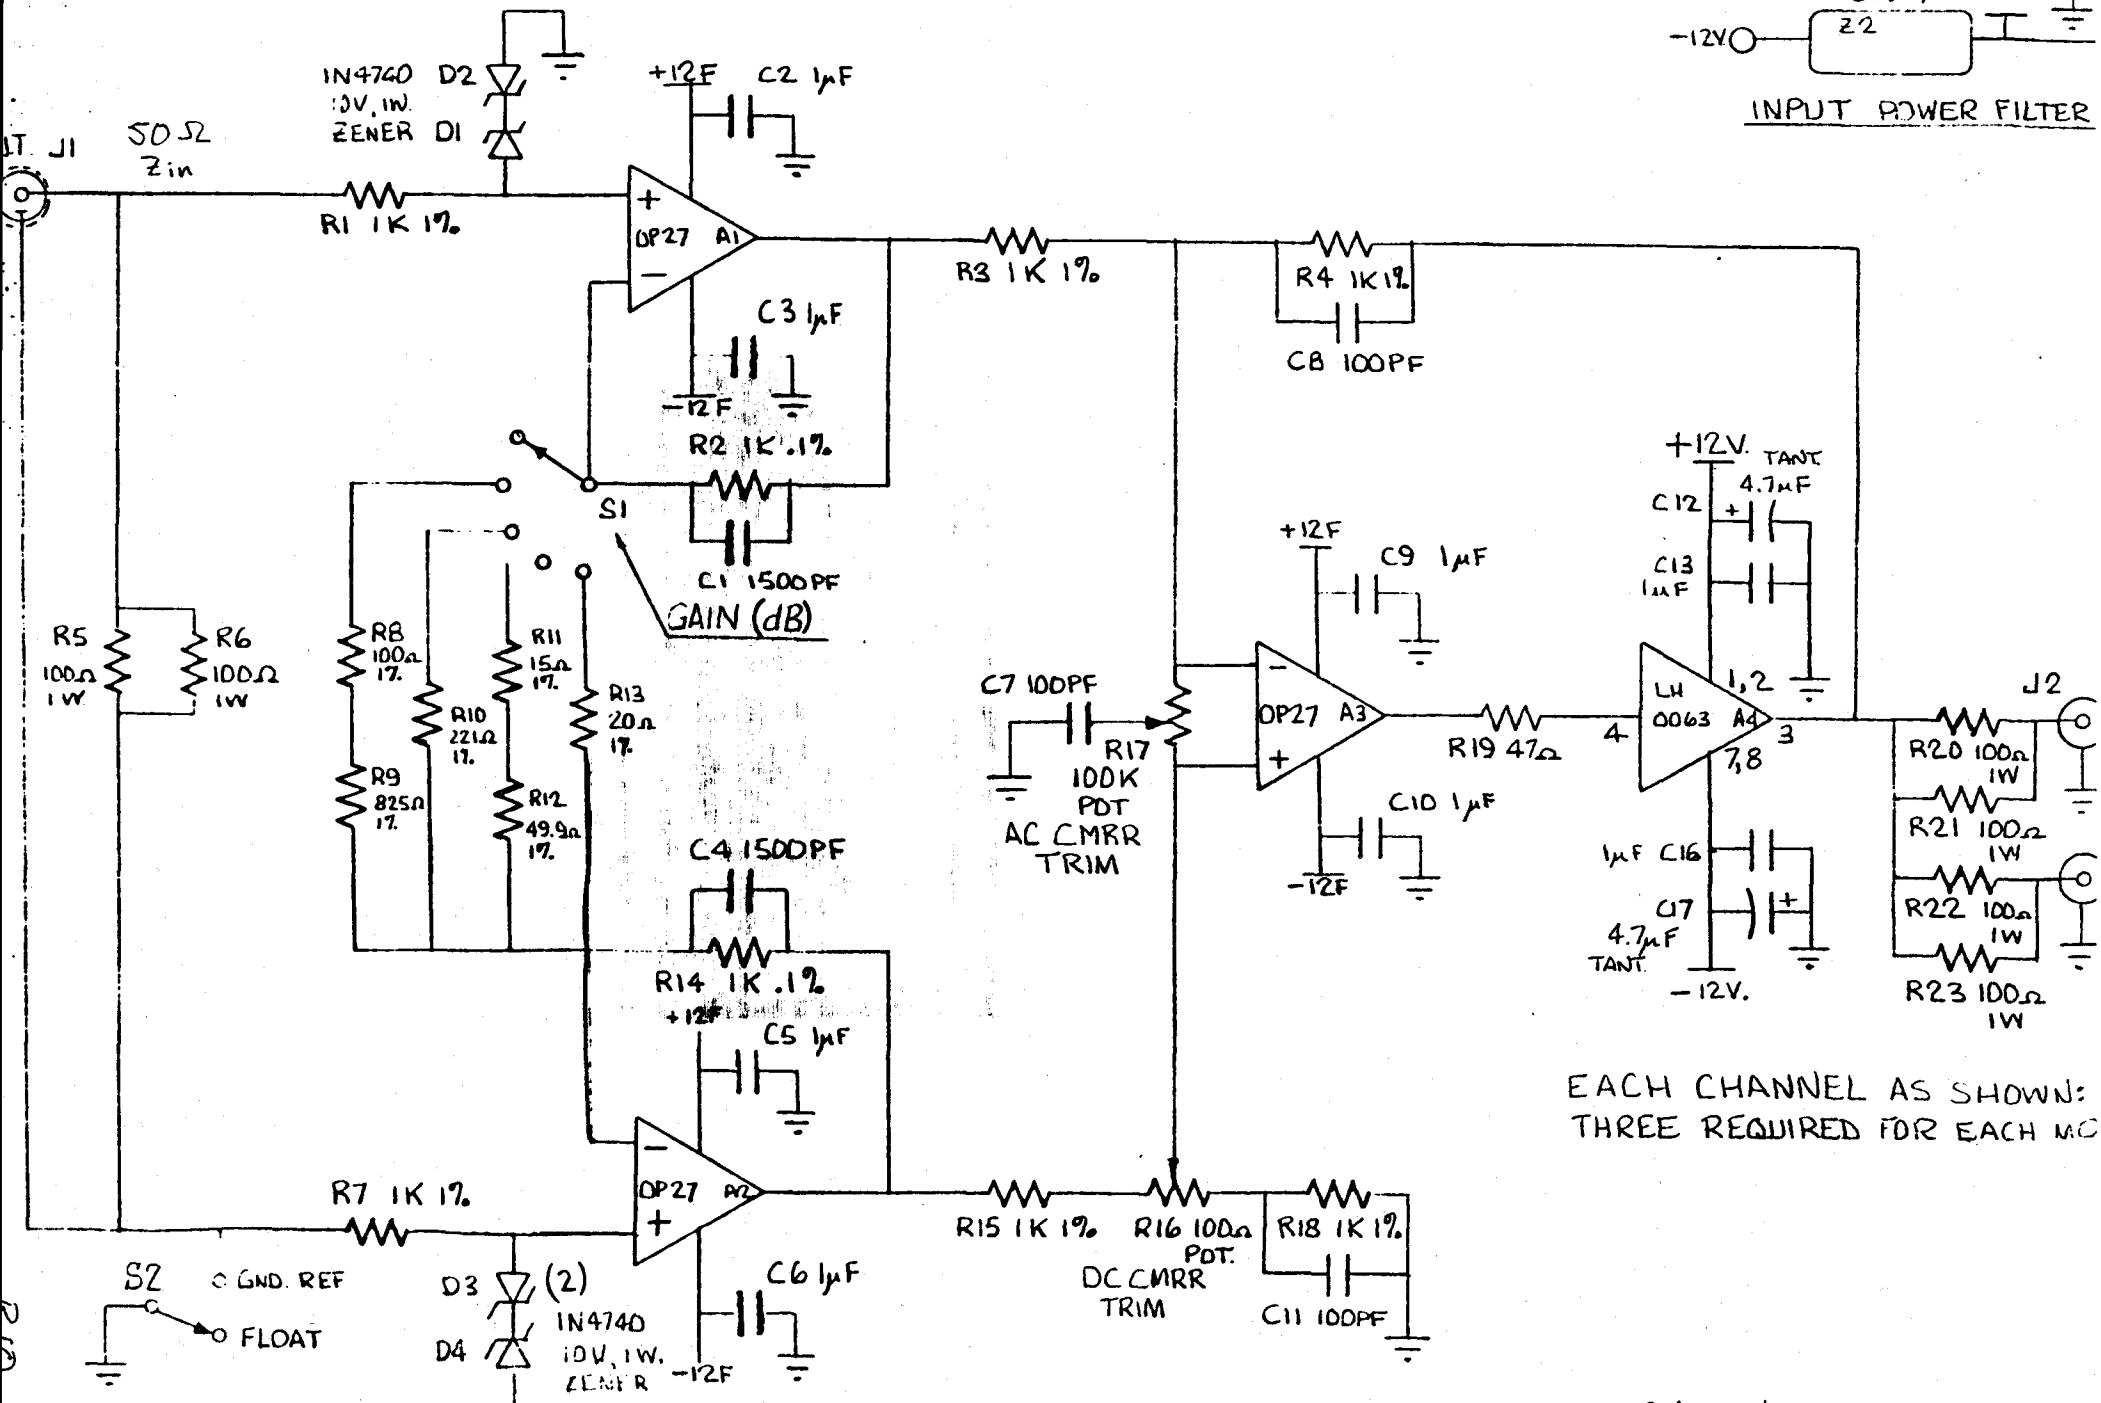 -12V
Z2
INPUT POWER FILTER
1N4740 D2
10V, 1W.
ZENER D1
+12F
C2 1µF
J1
50Ω
Zin
R1 1K 1%
+
OP27 A1
−
R3 1K 1%
R4 1K 1%
C8 100PF
C3 1µF
-12F
R2 1K .1%
S1
C1 1500PF
GAIN (dB)
+12V.
TANT.
4.7µF
C12 +
C13
1µF
+12F
C9 1µF
R5
100Ω
1W
R6
100Ω
1W
R8
100Ω
1%
R9
825Ω
1%
R10
221Ω
1%
R11
15Ω
1%
R12
49.9Ω
1%
R13
20Ω
1%
C7 100PF
R17
100K
POT
AC CMRR
TRIM
−
OP27 A3
+
C10 1µF
-12F
R19 47Ω
4
LH
0063 A4
1,2
7,8
3
J2
R20 100Ω
1W
R21 100Ω
1W
R22 100Ω
1W
R23 100Ω
1W
1µF C16
C17 +
4.7µF
TANT.
-12V.
C4 1500PF
R14 1K .1%
+12F
C5 1µF
EACH CHANNEL AS SHOWN:
THREE REQUIRED FOR EACH
R7 1K 1%
−
OP27 A2
+
R15 1K 1%
R16 100Ω
POT.
DC CMRR
TRIM
R18 1K 1%
C11 100PF
S2
GND. REF
FLOAT
D3 (2)
1N4740
D4
10V, 1W.
ZENER
C6 1µF
-12F